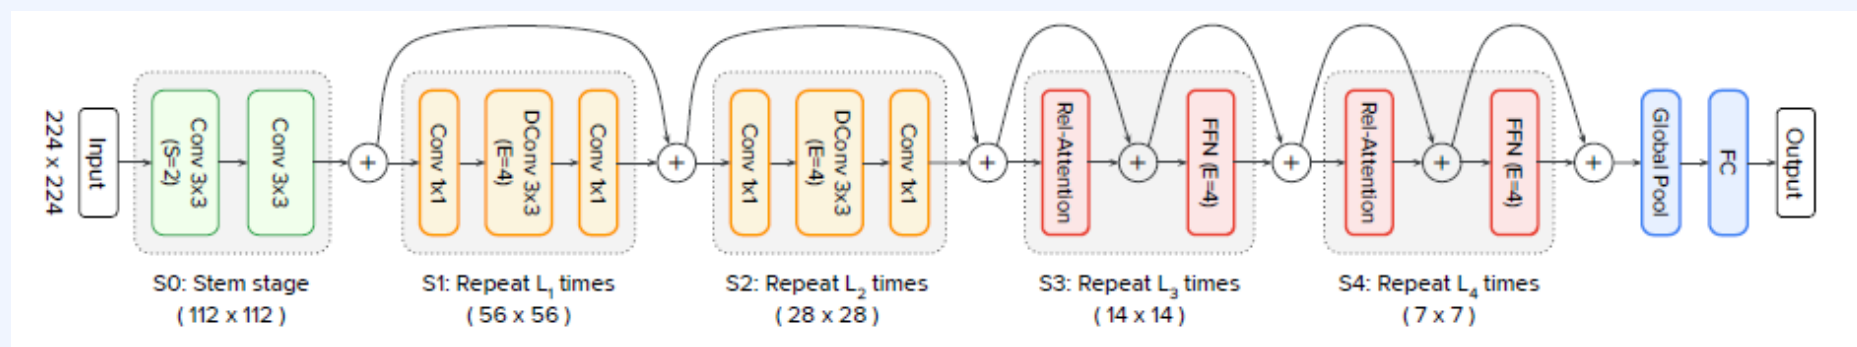 224 x 224
Input
Conv 3x3
(S=2)
Conv 3x3
+
Conv 1x1
DConv 3x3
(E=4)
Conv 1x1
+
Conv 1x1
DConv 3x3
(E=4)
Conv 1x1
+
Rel-Attention
+
FFN (E=4)
+
Rel-Attention
+
FFN (E=4)
+
Global Pool
FC
Output
S0: Stem stage
( 112 x 112 )
S1: Repeat L₁ times
( 56 x 56 )
S2: Repeat L₂ times
( 28 x 28 )
S3: Repeat L₃ times
( 14 x 14 )
S4: Repeat L₄ times
( 7 x 7 )